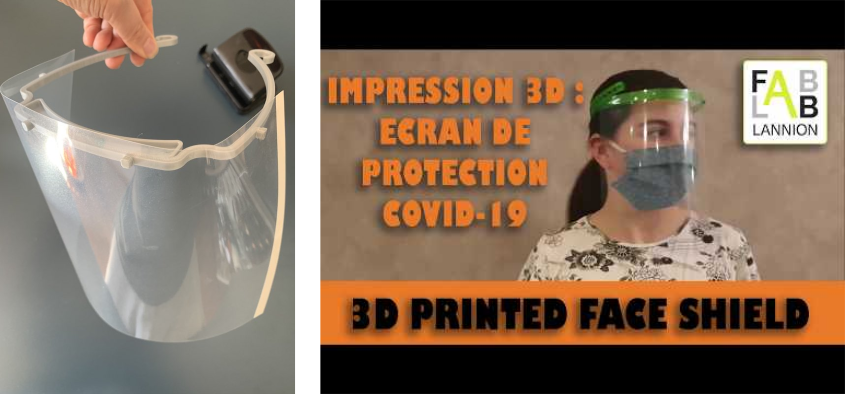 IMPRESSION 3D :
ECRAN DE
PROTECTION
COVID-19
FAB
LAB
LANNION
3D PRINTED FACE SHIELD